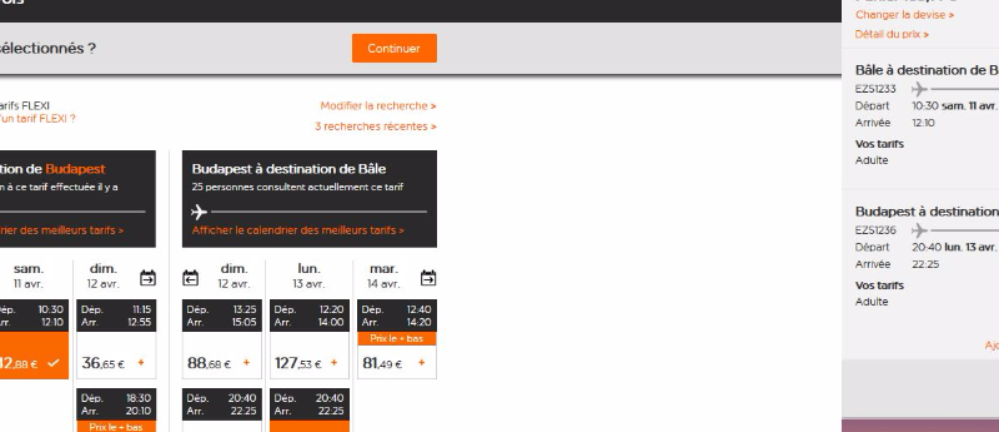 sélectionnés ?
Continuer
tarifs FLEXI
d'un tarif FLEXI ?
Modifier la recherche >
3 recherches récentes >
tion de Budapest
n à ce tarif effectuée il y a
rier des meilleurs tarifs >
Budapest à destination de Bâle
25 personnes consultent actuellement ce tarif
Afficher le calendrier des meilleurs tarifs >
sam.
11 avr.
dim.
12 avr.
dim.
12 avr.
lun.
13 avr.
mar.
14 avr.
Dép. 10:30
Arr. 12:10
Dép. 11:15
Arr. 12:55
Dép. 13:25
Arr. 15:05
Dép. 12:20
Arr. 14:00
Dép. 12:40
Arr. 14:20
Prix le + bas
12,88 €
36,65 € +
88,68 € +
127,53 € +
81,49 € +
Dép. 18:30
Arr. 20:10
Prix le + bas
Dép. 20:40
Arr. 22:25
Dép. 20:40
Arr. 22:25
Changer la devise >
Détail du prix >
Bâle à destination de B
EZS1233
Départ 10:30 sam. 11 avr.
Arrivée 12:10
Vos tarifs
Adulte
Budapest à destination
EZS1236
Départ 20:40 lun. 13 avr.
Arrivée 22:25
Vos tarifs
Adulte
Ajo